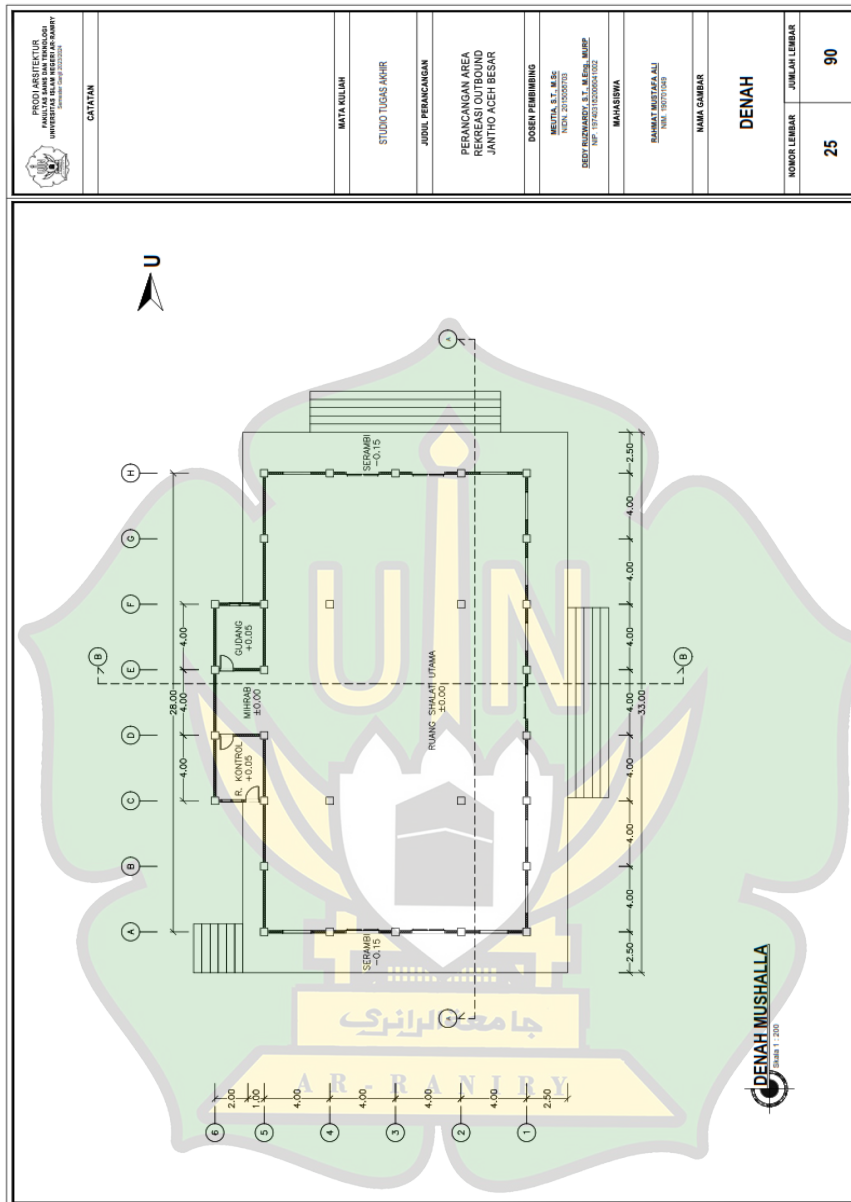 PRODI ARSITEKTUR
FAKULTAS SAINS DAN TEKNOLOGI
UNIVERSITAS ISLAM NEGERI AR-RANIRY
CATATAN
MATA KULIAH
STUDIO TUGAS AKHIR
JUDUL PERANCANGAN
PERANCANGAN AREA
REKREASI OUTBOUND
JANTHO ACEH BESAR
DOSEN PEMBIMBING
MEUTIA, S.T., M.Sc
NIDN. 2015058703
DEDY RUZWARDY, S.T., M.Eng., MURP
MAHASISWA
RAHMAT MUSTAFA ALI
NIM. 190701049
NAMA GAMBAR
DENAH
NOMOR LEMBAR
JUMLAH LEMBAR
25
90
U
A B C D E F G H
28.00
4.00 4.00 4.00
B
R. KONTROL
+0.05
MIHRAB
±0.00
GUDANG
+0.05
SERAMBI
-0.15
SERAMBI
-0.15
RUANG SHALAT UTAMA
±0.00
A
A
B
6
2.00
1.00
5
4.00
4
4.00
3
4.00
2
4.00
1
2.50
2.50 4.00 4.00 4.00 4.00 4.00 4.00 4.00 2.50
33.00
UIN
جامعة الرانري
AR-RANIRY
DENAH MUSHALLA
Skala 1 : 200